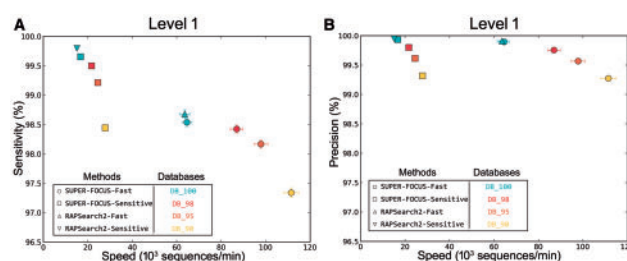 A
Level 1
100.0
99.5
99.0
98.5
98.0
97.5
97.0
96.5
0 20 40 60 80 100 120
Sensitivity (%)
Speed (10³ sequences/min)
Methods Databases
SUPER-FOCUS-Fast DB_100
SUPER-FOCUS-Sensitive DB_98
RAPSearch2-Fast DB_95
RAPSearch2-Sensitive
B
Level 1
100.0
99.5
99.0
98.5
98.0
97.5
97.0
96.5
0 20 40 60 80 100 120
Precision (%)
Speed (10³ sequences/min)
Methods Databases
SUPER-FOCUS-Fast DB_100
SUPER-FOCUS-Sensitive DB_98
RAPSearch2-Fast DB_95
RAPSearch2-Sensitive